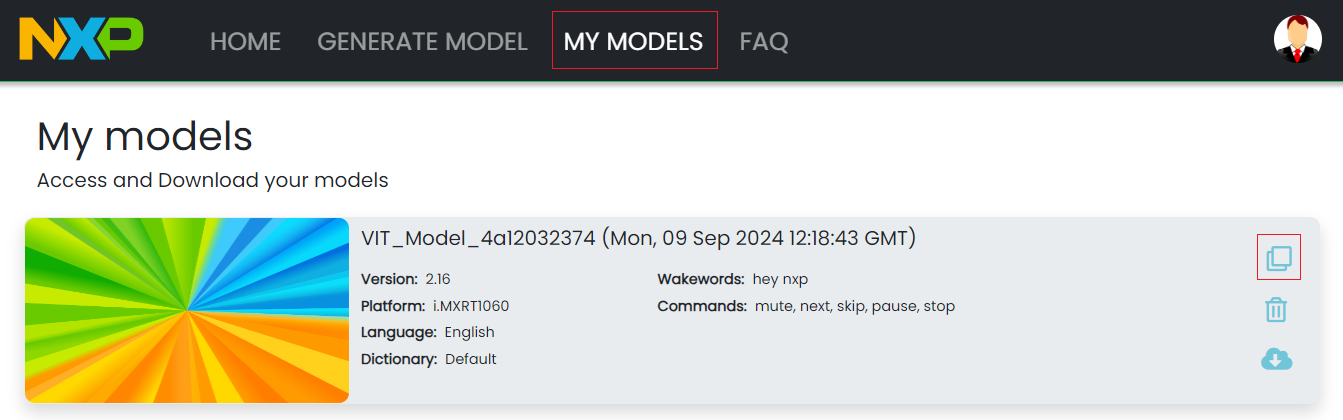 NXP HOME GENERATE MODEL MY MODELS FAQ
My models
Access and Download your models
VIT_Model_4a12032374 (Mon, 09 Sep 2024 12:18:43 GMT)
Version: 2.16 Wakewords: hey nxp
Platform: i.MXRT1060 Commands: mute, next, skip, pause, stop
Language: English
Dictionary: Default